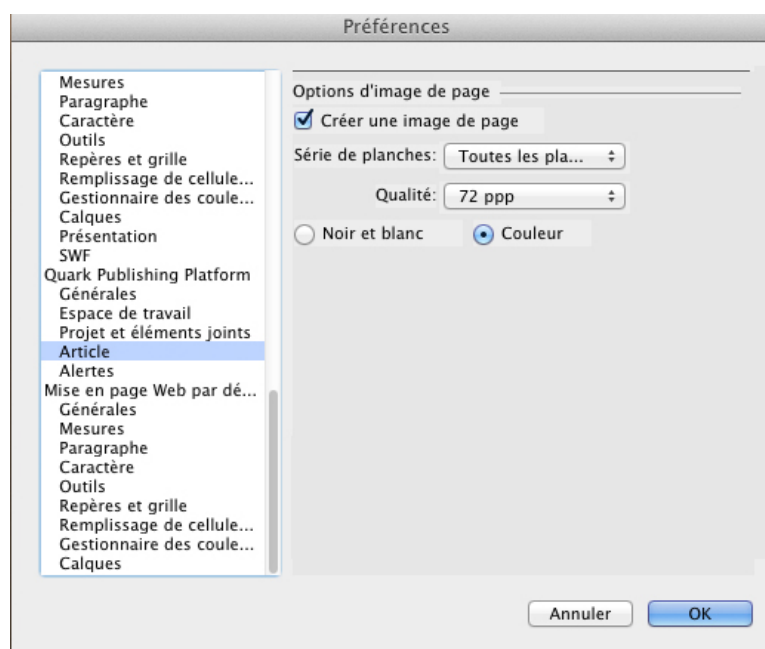 Préférences
Mesures
Paragraphe
Caractère
Outils
Repères et grille
Remplissage de cellule...
Gestionnaire des coule...
Calques
Présentation
SWF
Quark Publishing Platform
Générales
Espace de travail
Projet et éléments joints
Article
Alertes
Mise en page Web par dé...
Générales
Mesures
Paragraphe
Caractère
Outils
Repères et grille
Remplissage de cellule...
Gestionnaire des coule...
Calques
Options d'image de page
Créer une image de page
Série de planches: Toutes les pla...
Qualité: 72 ppp
Noir et blanc Couleur
Annuler OK